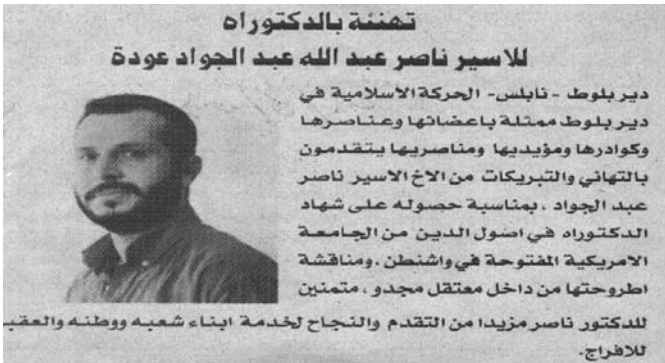 تهنئة بالدكتوراه
للاسير ناصر عبد الله عبد الجواد عودة
دير بلوط - نابلس- الحركة الاسلامية في
دير بلوط ممثلة باعضائها وعناصرها
وكوادرها ومؤيديها ومناصريها يتقدمون
بالتهاني والتبريكات من الاخ الاسير ناصر
عبد الجواد ، بمناسبة حصوله على شهاد
الدكتوراه في اصول الدين من الجامعة
الامريكية المفتوحة في واشنطن ، ومناقشة
اطروحتها من داخل معتقل مجدو ، متمنين
للدكتور ناصر مزيدا من التقدم والنجاح لخدمة ابناء شعبه ووطنه والعقبـ
للافراج.